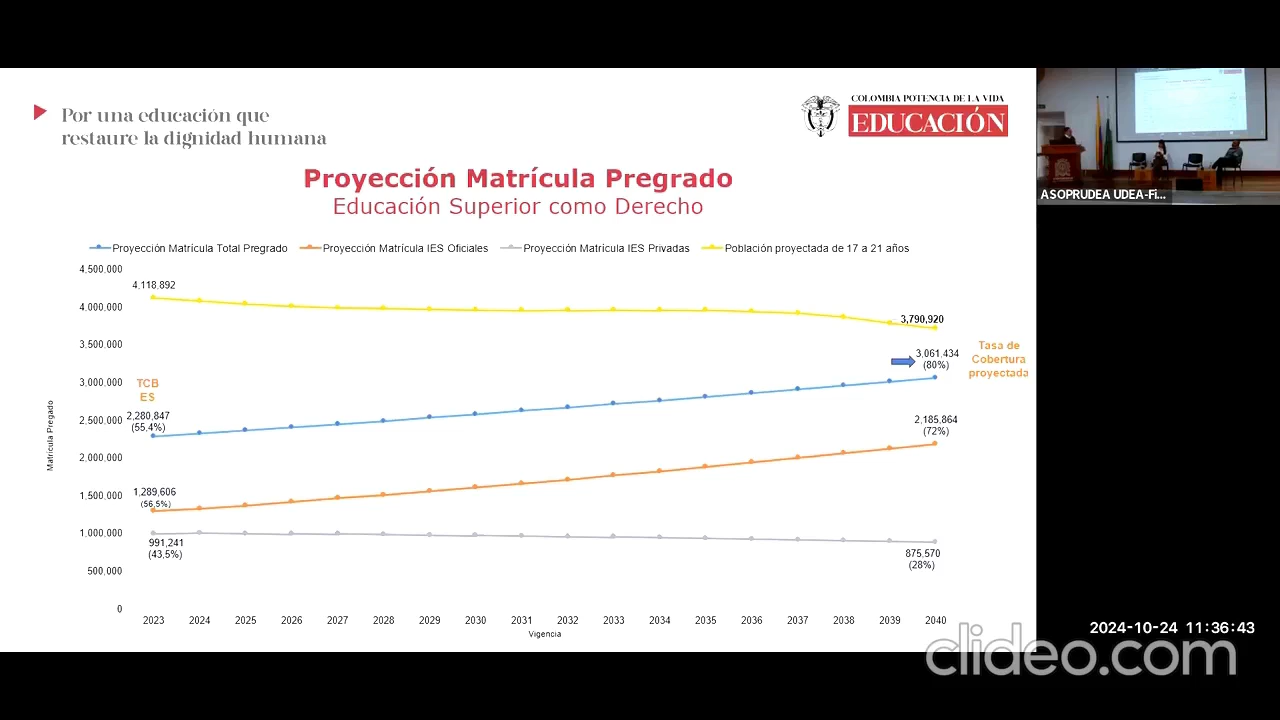 Por una educación que
restaure la dignidad humana
COLOMBIA POTENCIA DE LA VIDA
EDUCACIÓN
ASOPRUDEA UDEA-Fi...
Proyección Matrícula Pregrado
Educación Superior como Derecho
Proyección Matrícula Total Pregrado
Proyección Matrícula IES Oficiales
Proyección Matrícula IES Privadas
Población proyectada de 17 a 21 años
4,500,000
4,000,000
3,500,000
3,000,000
2,500,000
2,000,000
1,500,000
1,000,000
500,000
0
Matrícula Pregado
4,118,892
3,790,920
3,061,434
(80%)
Tasa de
Cobertura
proyectada
TCB
ES
2,280,847
(55,4%)
2,185,864
(72%)
1,289,606
(56,5%)
991,241
(43,5%)
875,570
(28%)
2023 2024 2025 2026 2027 2028 2029 2030 2031 2032 2033 2034 2035 2036 2037 2038 2039 2040
Vigencia
2024-10-24 11:36:43
clideo.com